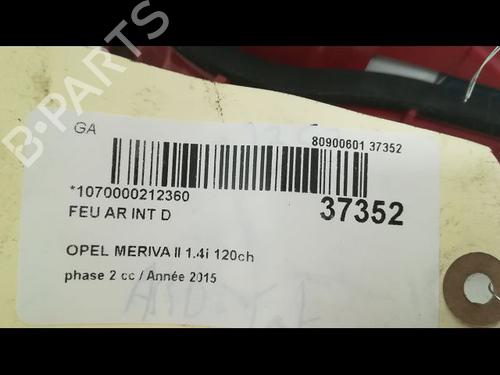 GA
80900601 37352
*1070000212360
FEU AR INT D
37352
OPEL MERIVA II 1.4i 120ch
phase 2 cc / Année 2015